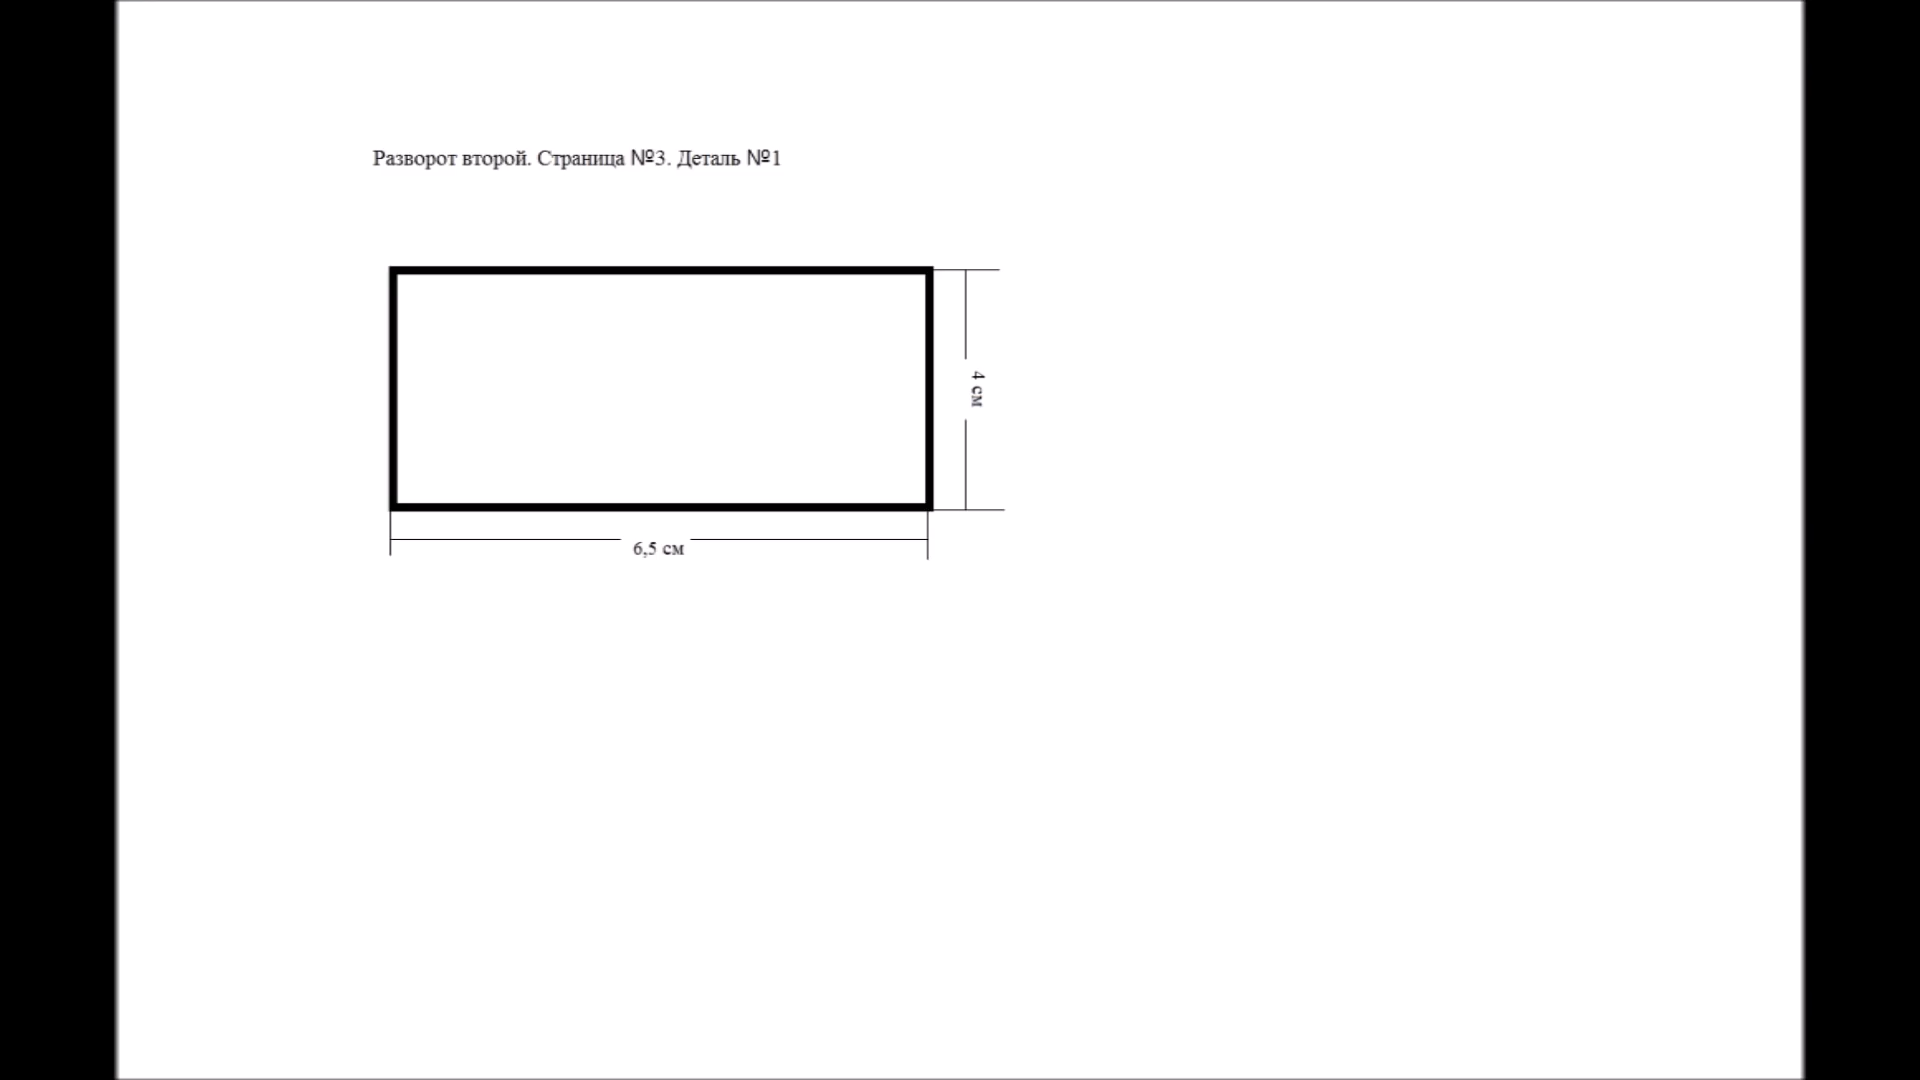 Разворот второй. Страница №3. Деталь №1
4 см
6,5 см